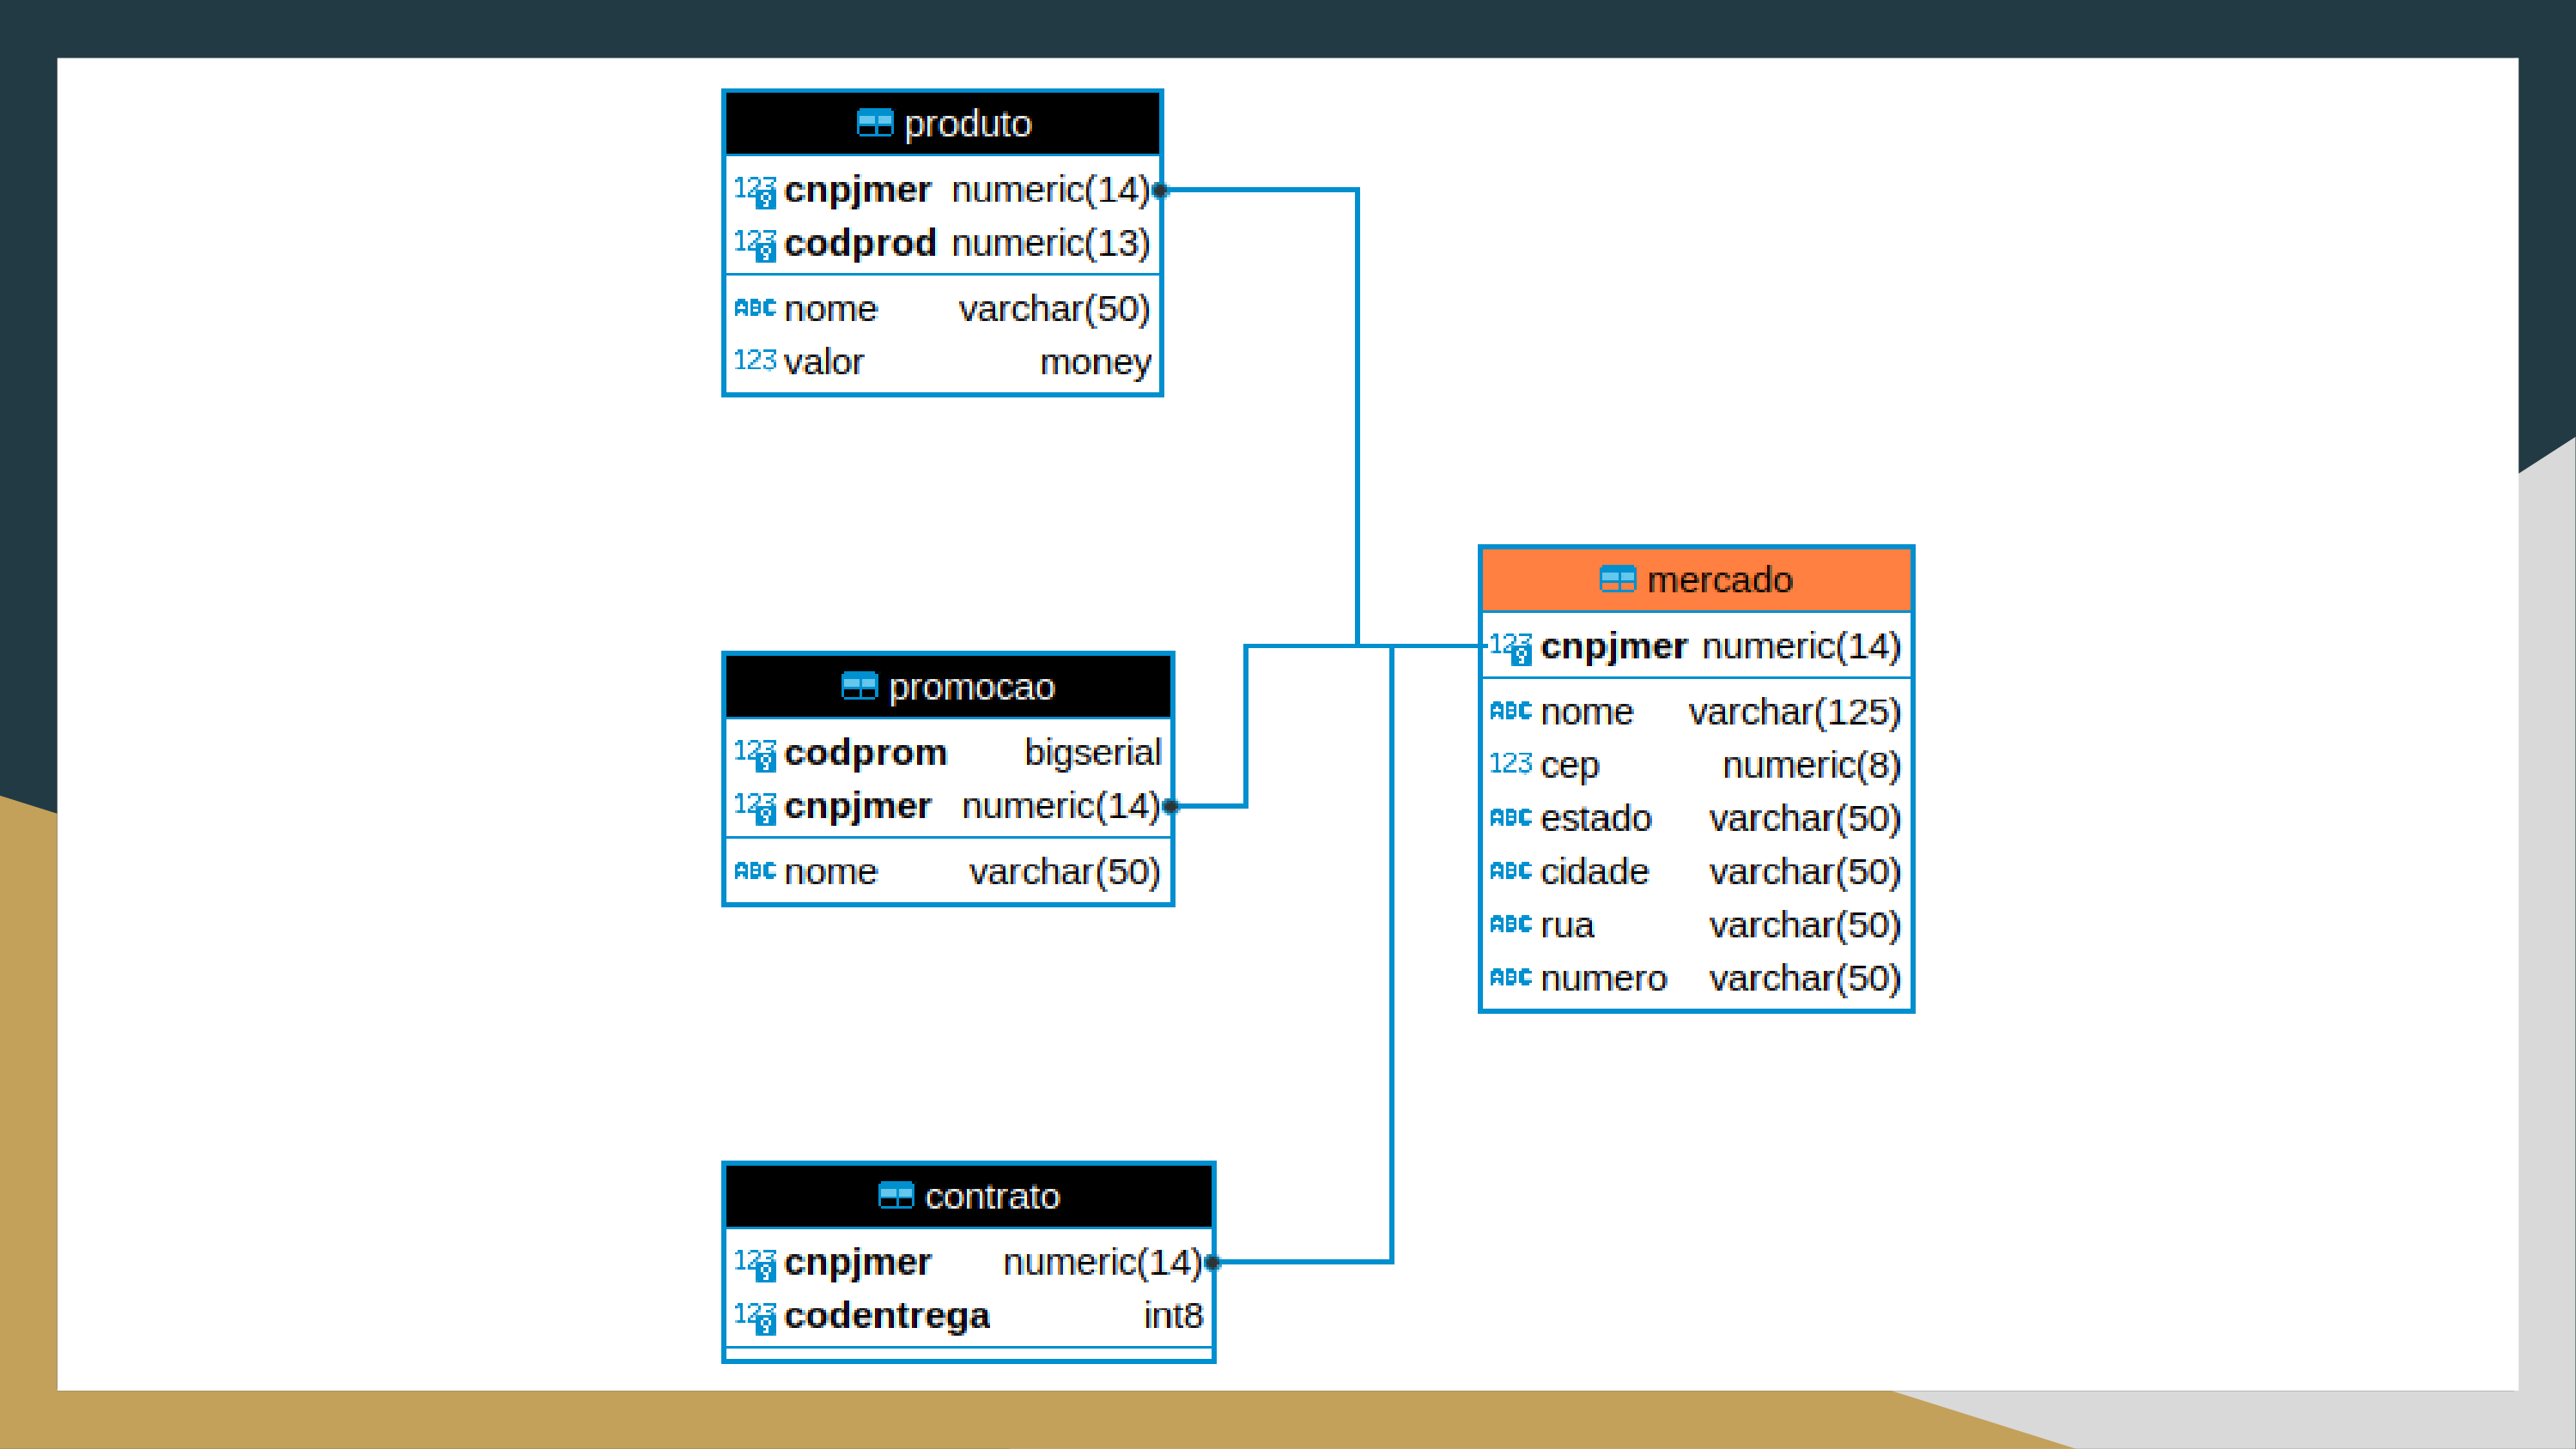 produto
123 cnpjmer numeric(14)
123 codprod numeric(13)
ABC nome varchar(50)
123 valor money
promocao
123 codprom bigserial
123 cnpjmer numeric(14)
ABC nome varchar(50)
contrato
123 cnpjmer numeric(14)
123 codentrega int8
mercado
123 cnpjmer numeric(14)
ABC nome varchar(125)
123 cep numeric(8)
ABC estado varchar(50)
ABC cidade varchar(50)
ABC rua varchar(50)
ABC numero varchar(50)